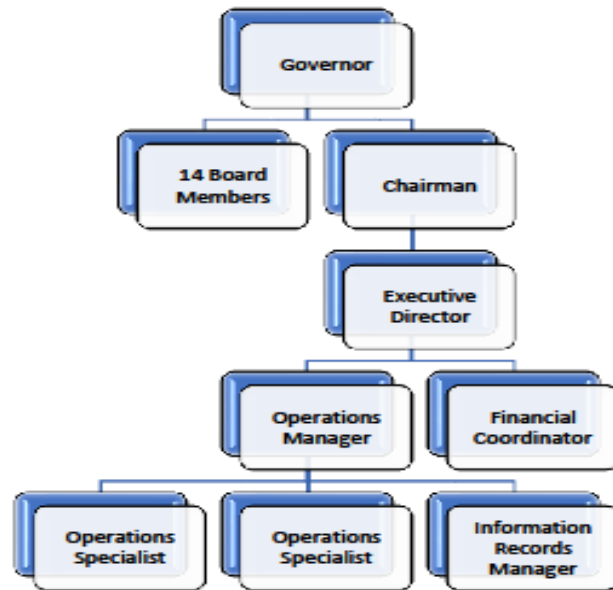 Governor
14 Board
Members
Chairman
Executive
Director
Operations
Manager
Financial
Coordinator
Operations
Specialist
Operations
Specialist
Information
Records
Manager